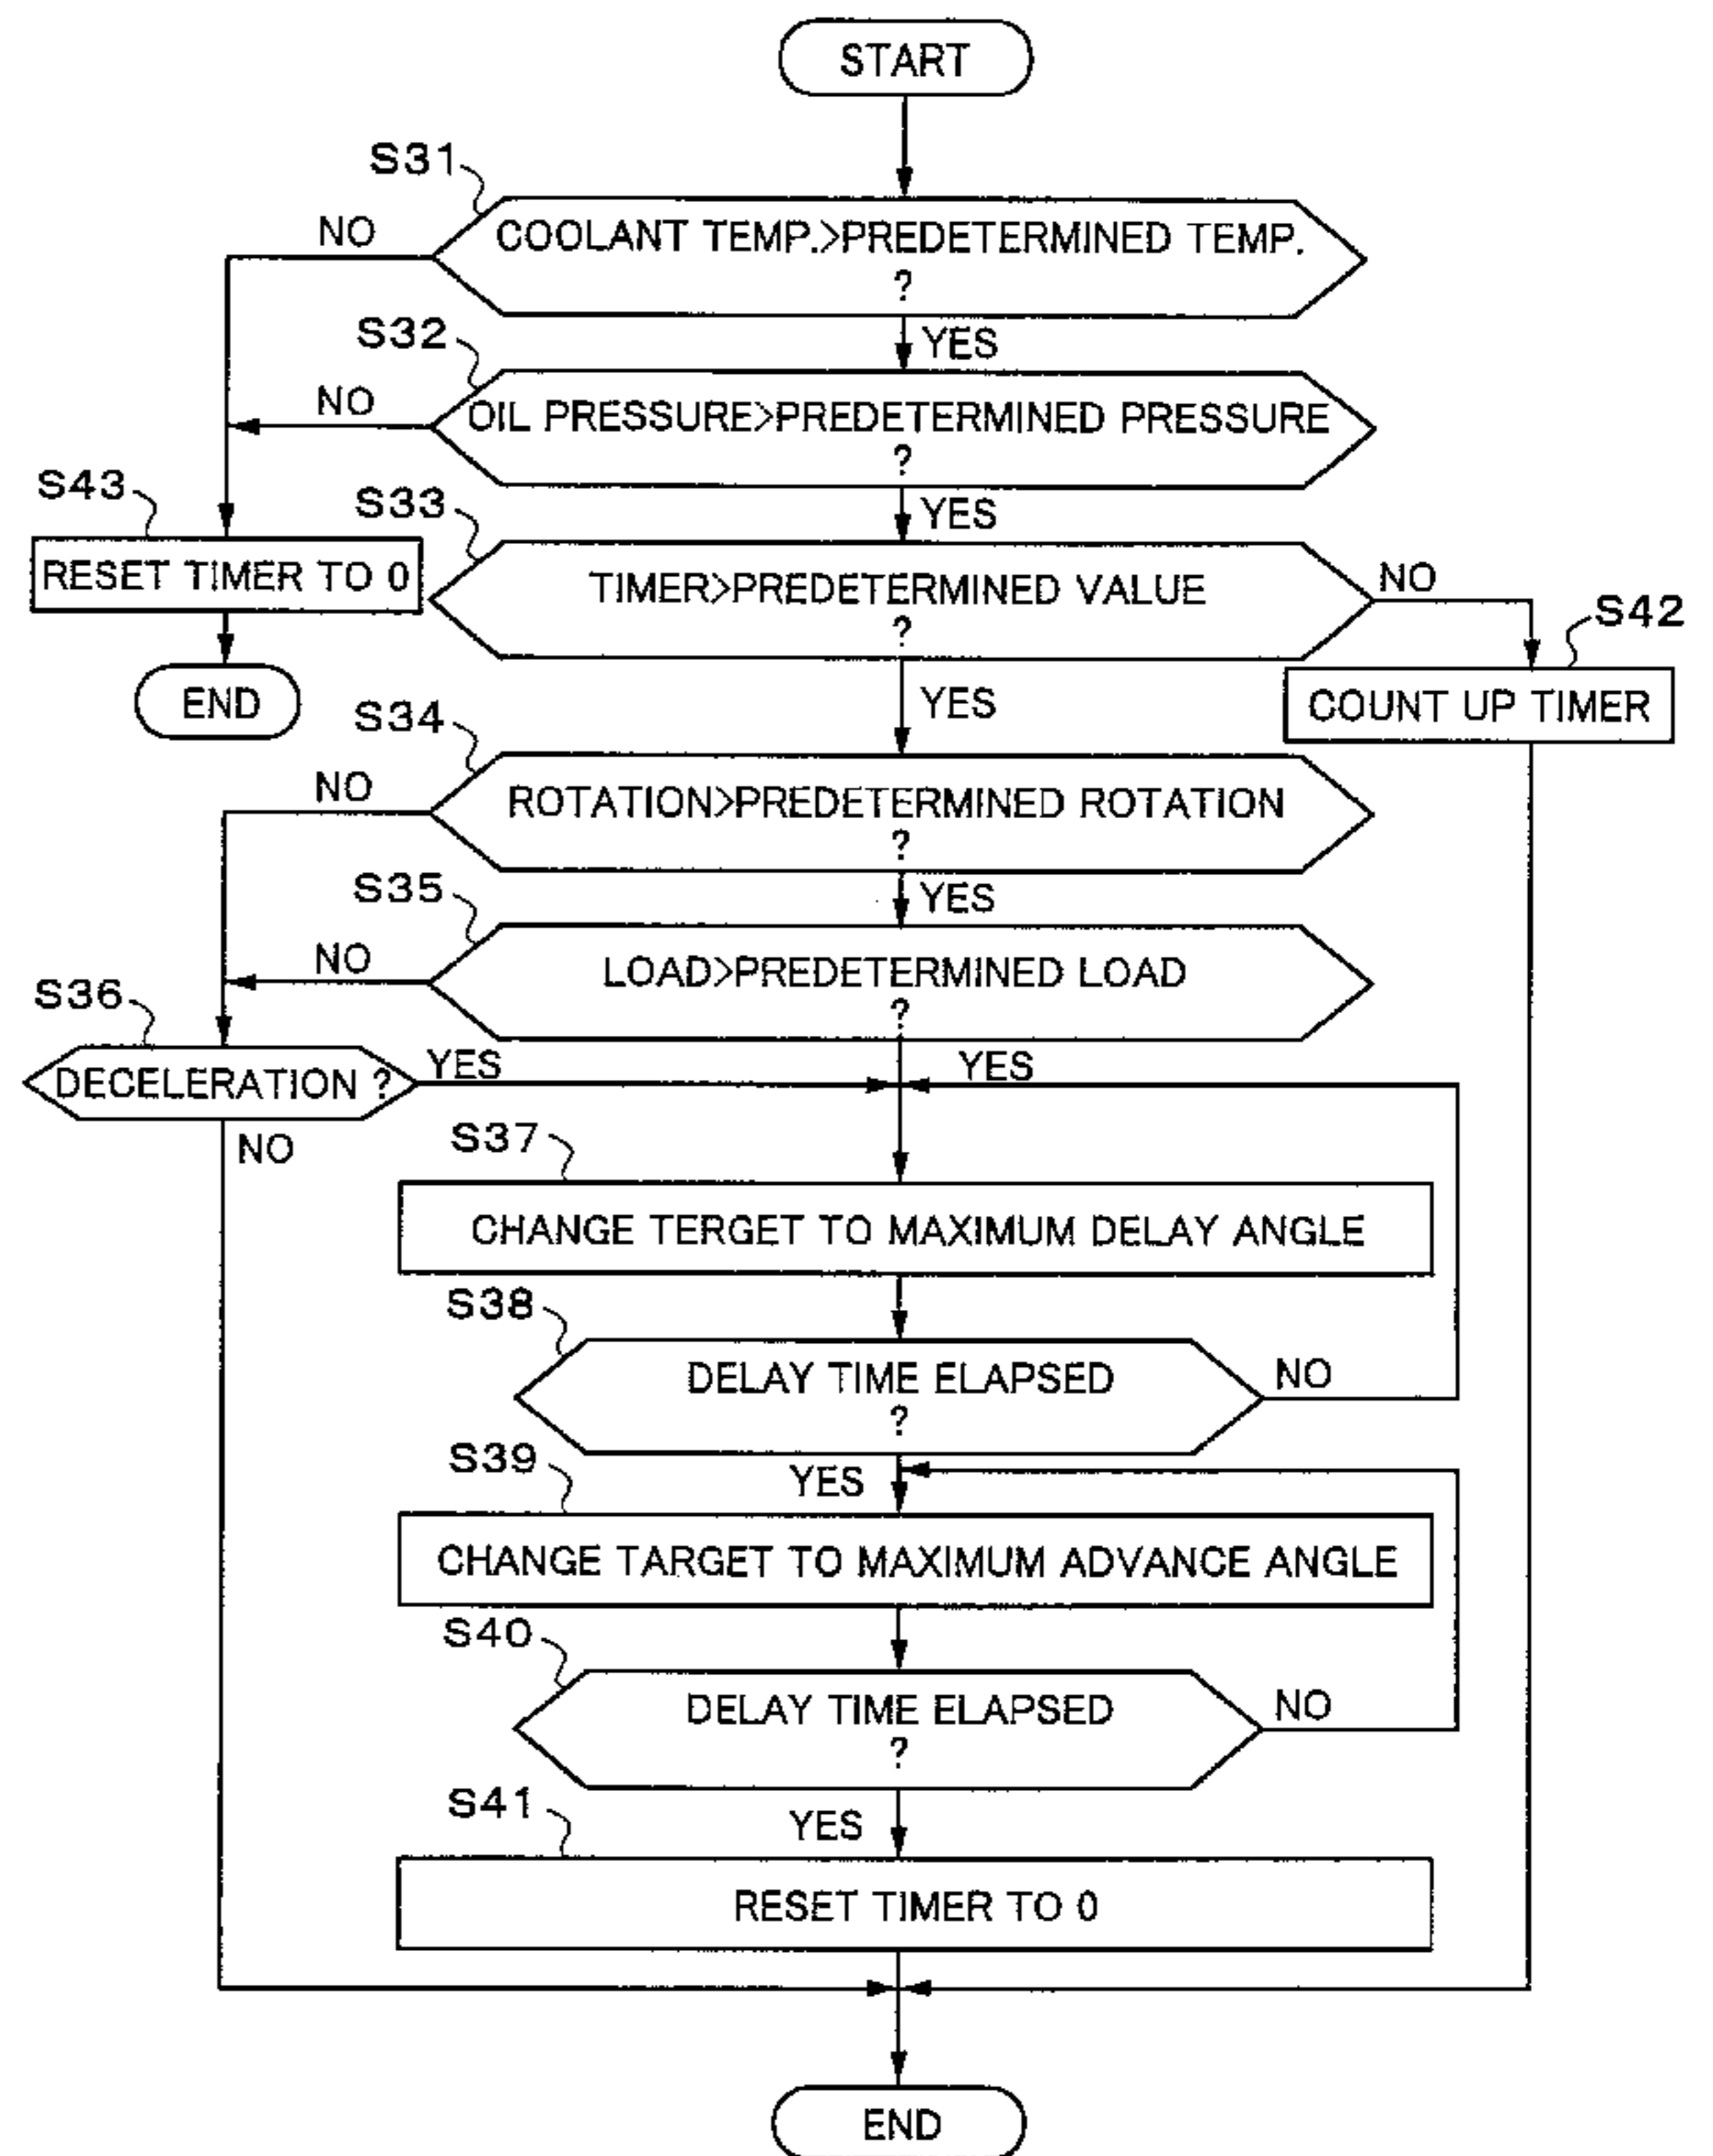 START
S31
NO
COOLANT TEMP.>PREDETERMINED TEMP.
?
S32
YES
NO
OIL PRESSURE>PREDETERMINED PRESSURE
?
S43
S33
YES
RESET TIMER TO 0
TIMER>PREDETERMINED VALUE
?
NO
S42
END
S34
YES
COUNT UP TIMER
NO
ROTATION>PREDETERMINED ROTATION
?
S35
YES
NO
LOAD>PREDETERMINED LOAD
?
S36
DECELERATION ?
YES
YES
NO
S37
CHANGE TERGET TO MAXIMUM DELAY ANGLE
S38
DELAY TIME ELAPSED
?
NO
S39
YES
CHANGE TARGET TO MAXIMUM ADVANCE ANGLE
S40
DELAY TIME ELAPSED
?
NO
S41
YES
RESET TIMER TO 0
END